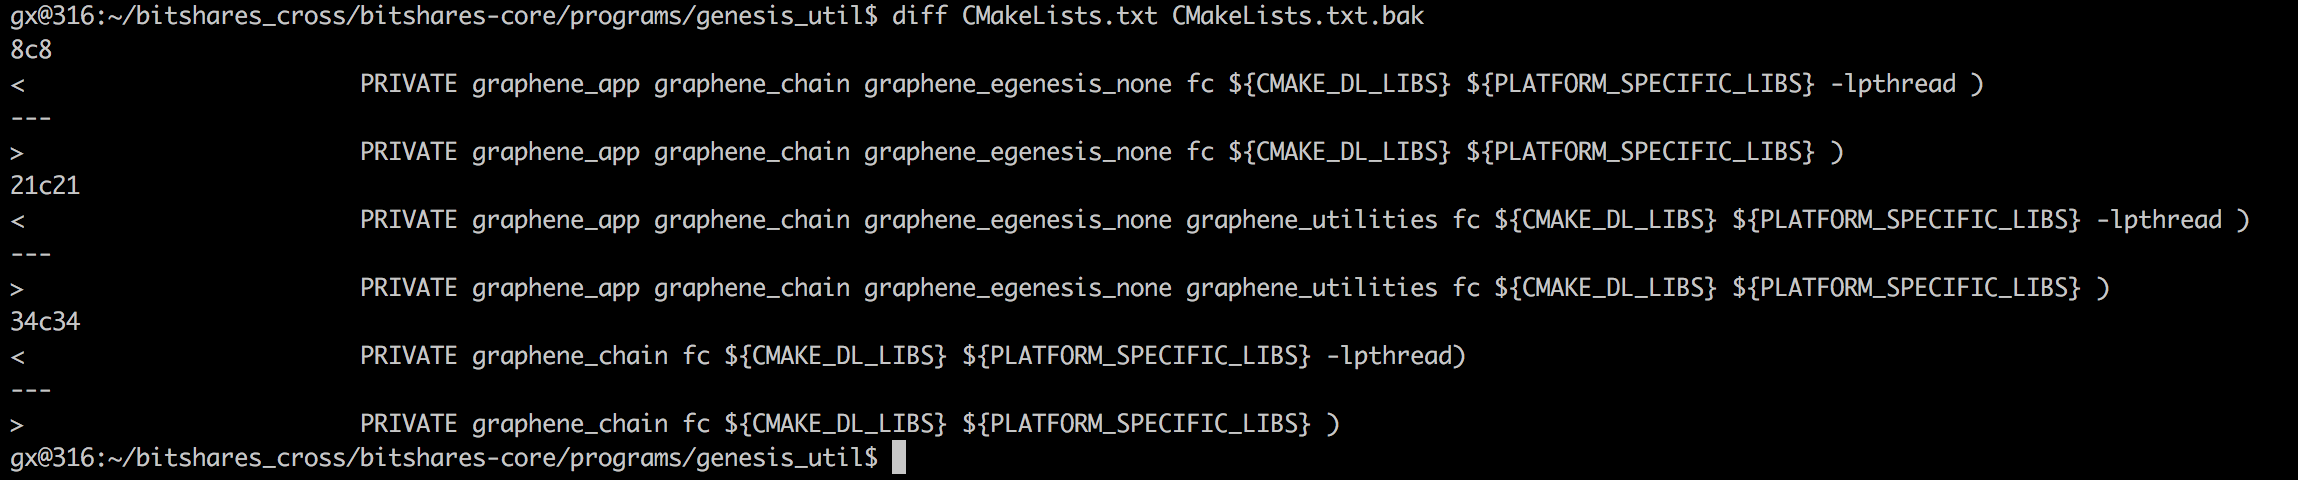 gx@316:~/bitshares_cross/bitshares-core/programs/genesis_util$ diff CMakeLists.txt CMakeLists.txt.bak
8c8
<                        PRIVATE graphene_app graphene_chain graphene_egenesis_none fc ${CMAKE_DL_LIBS} ${PLATFORM_SPECIFIC_LIBS} -lpthread )
---
>                        PRIVATE graphene_app graphene_chain graphene_egenesis_none fc ${CMAKE_DL_LIBS} ${PLATFORM_SPECIFIC_LIBS} )
21c21
<                        PRIVATE graphene_app graphene_chain graphene_egenesis_none graphene_utilities fc ${CMAKE_DL_LIBS} ${PLATFORM_SPECIFIC_LIBS} -lpthread )
---
>                        PRIVATE graphene_app graphene_chain graphene_egenesis_none graphene_utilities fc ${CMAKE_DL_LIBS} ${PLATFORM_SPECIFIC_LIBS} )
34c34
<                        PRIVATE graphene_chain fc ${CMAKE_DL_LIBS} ${PLATFORM_SPECIFIC_LIBS} -lpthread)
---
>                        PRIVATE graphene_chain fc ${CMAKE_DL_LIBS} ${PLATFORM_SPECIFIC_LIBS} )
gx@316:~/bitshares_cross/bitshares-core/programs/genesis_util$